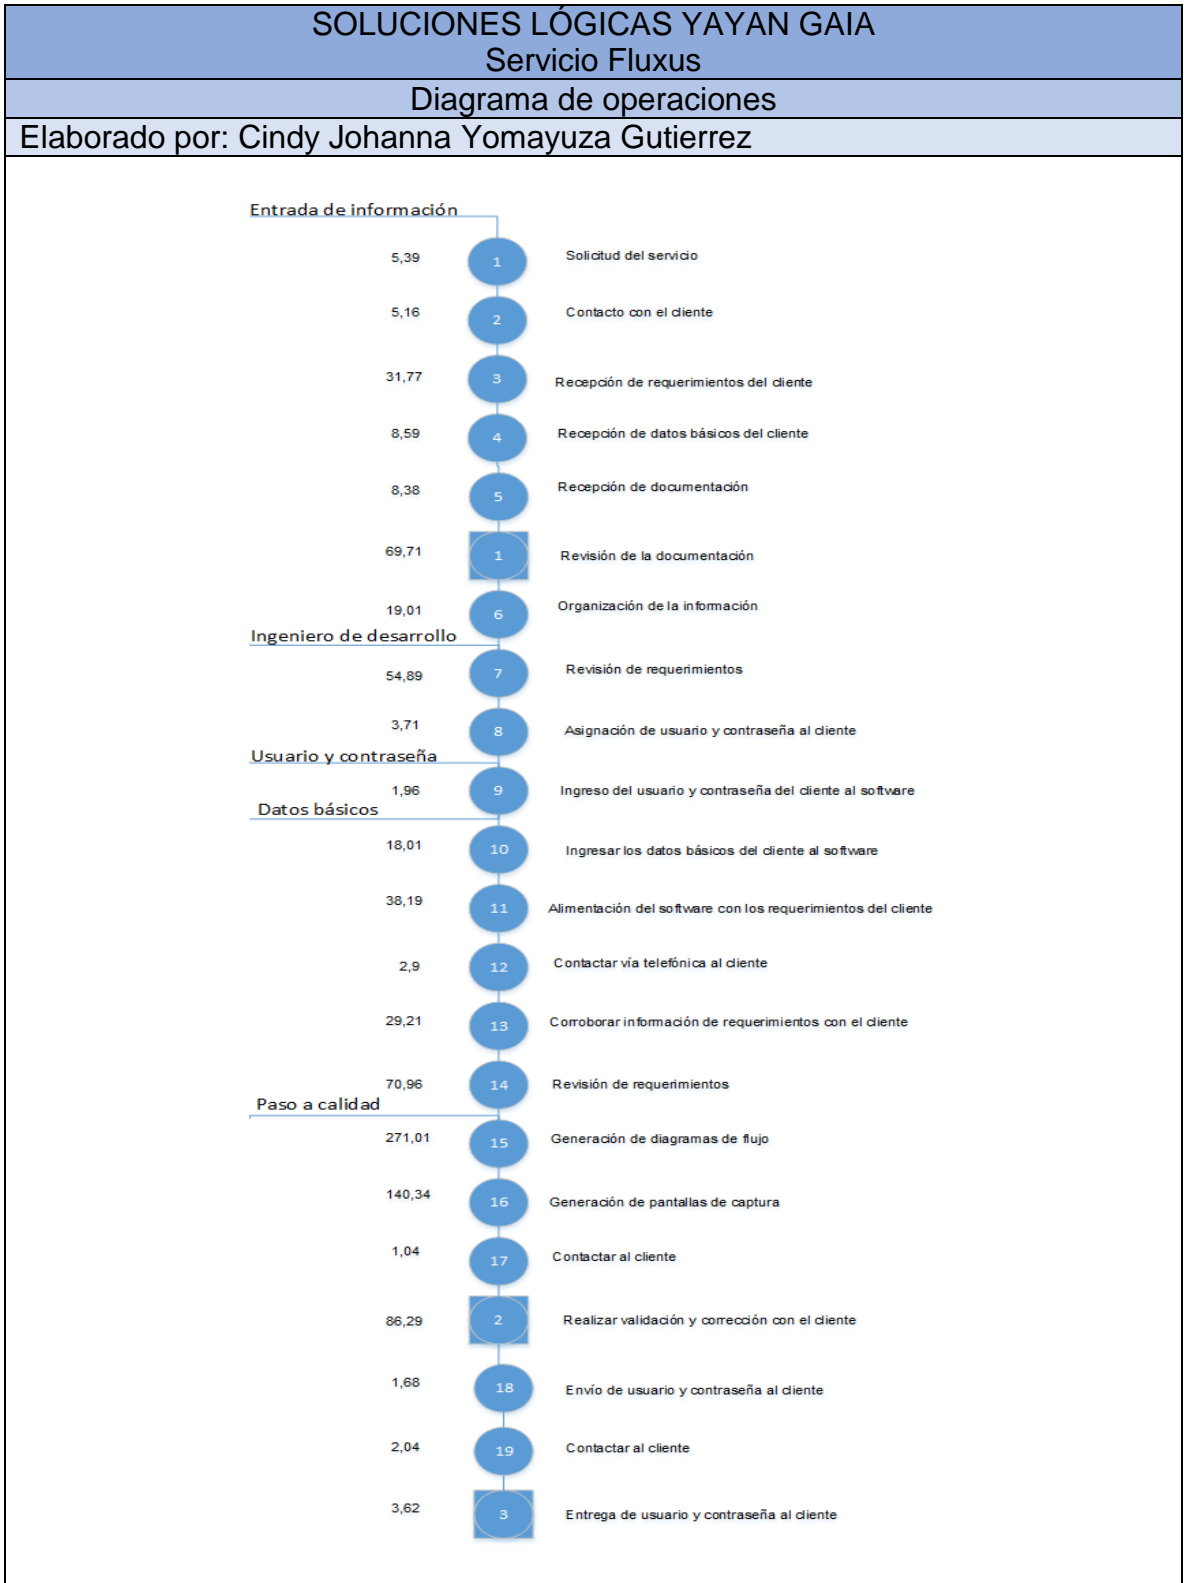 SOLUCIONES LÓGICAS YAYAN GAIA
Servicio Fluxus
Diagrama de operaciones
Elaborado por: Cindy Johanna Yomayuza Gutierrez
Entrada de información
5,39 1 Solicitud del servicio
5,16 2 Contacto con el cliente
31,77 3 Recepción de requerimientos del cliente
8,59 4 Recepción de datos básicos del cliente
8,38 5 Recepción de documentación
69,71 1 Revisión de la documentación
19,01 6 Organización de la información
Ingeniero de desarrollo
54,89 7 Revisión de requerimientos
3,71 8 Asignación de usuario y contraseña al cliente
Usuario y contraseña
1,96 9 Ingreso del usuario y contraseña del cliente al software
Datos básicos
18,01 10 Ingresar los datos básicos del cliente al software
38,19 11 Alimentación del software con los requerimientos del cliente
2,9 12 Contactar vía telefónica al cliente
29,21 13 Corroborar información de requerimientos con el cliente
70,96 14 Revisión de requerimientos
Paso a calidad
271,01 15 Generación de diagramas de flujo
140,34 16 Generación de pantallas de captura
1,04 17 Contactar al cliente
86,29 2 Realizar validación y corrección con el cliente
1,68 18 Envío de usuario y contraseña al cliente
2,04 19 Contactar al cliente
3,62 3 Entrega de usuario y contraseña al cliente